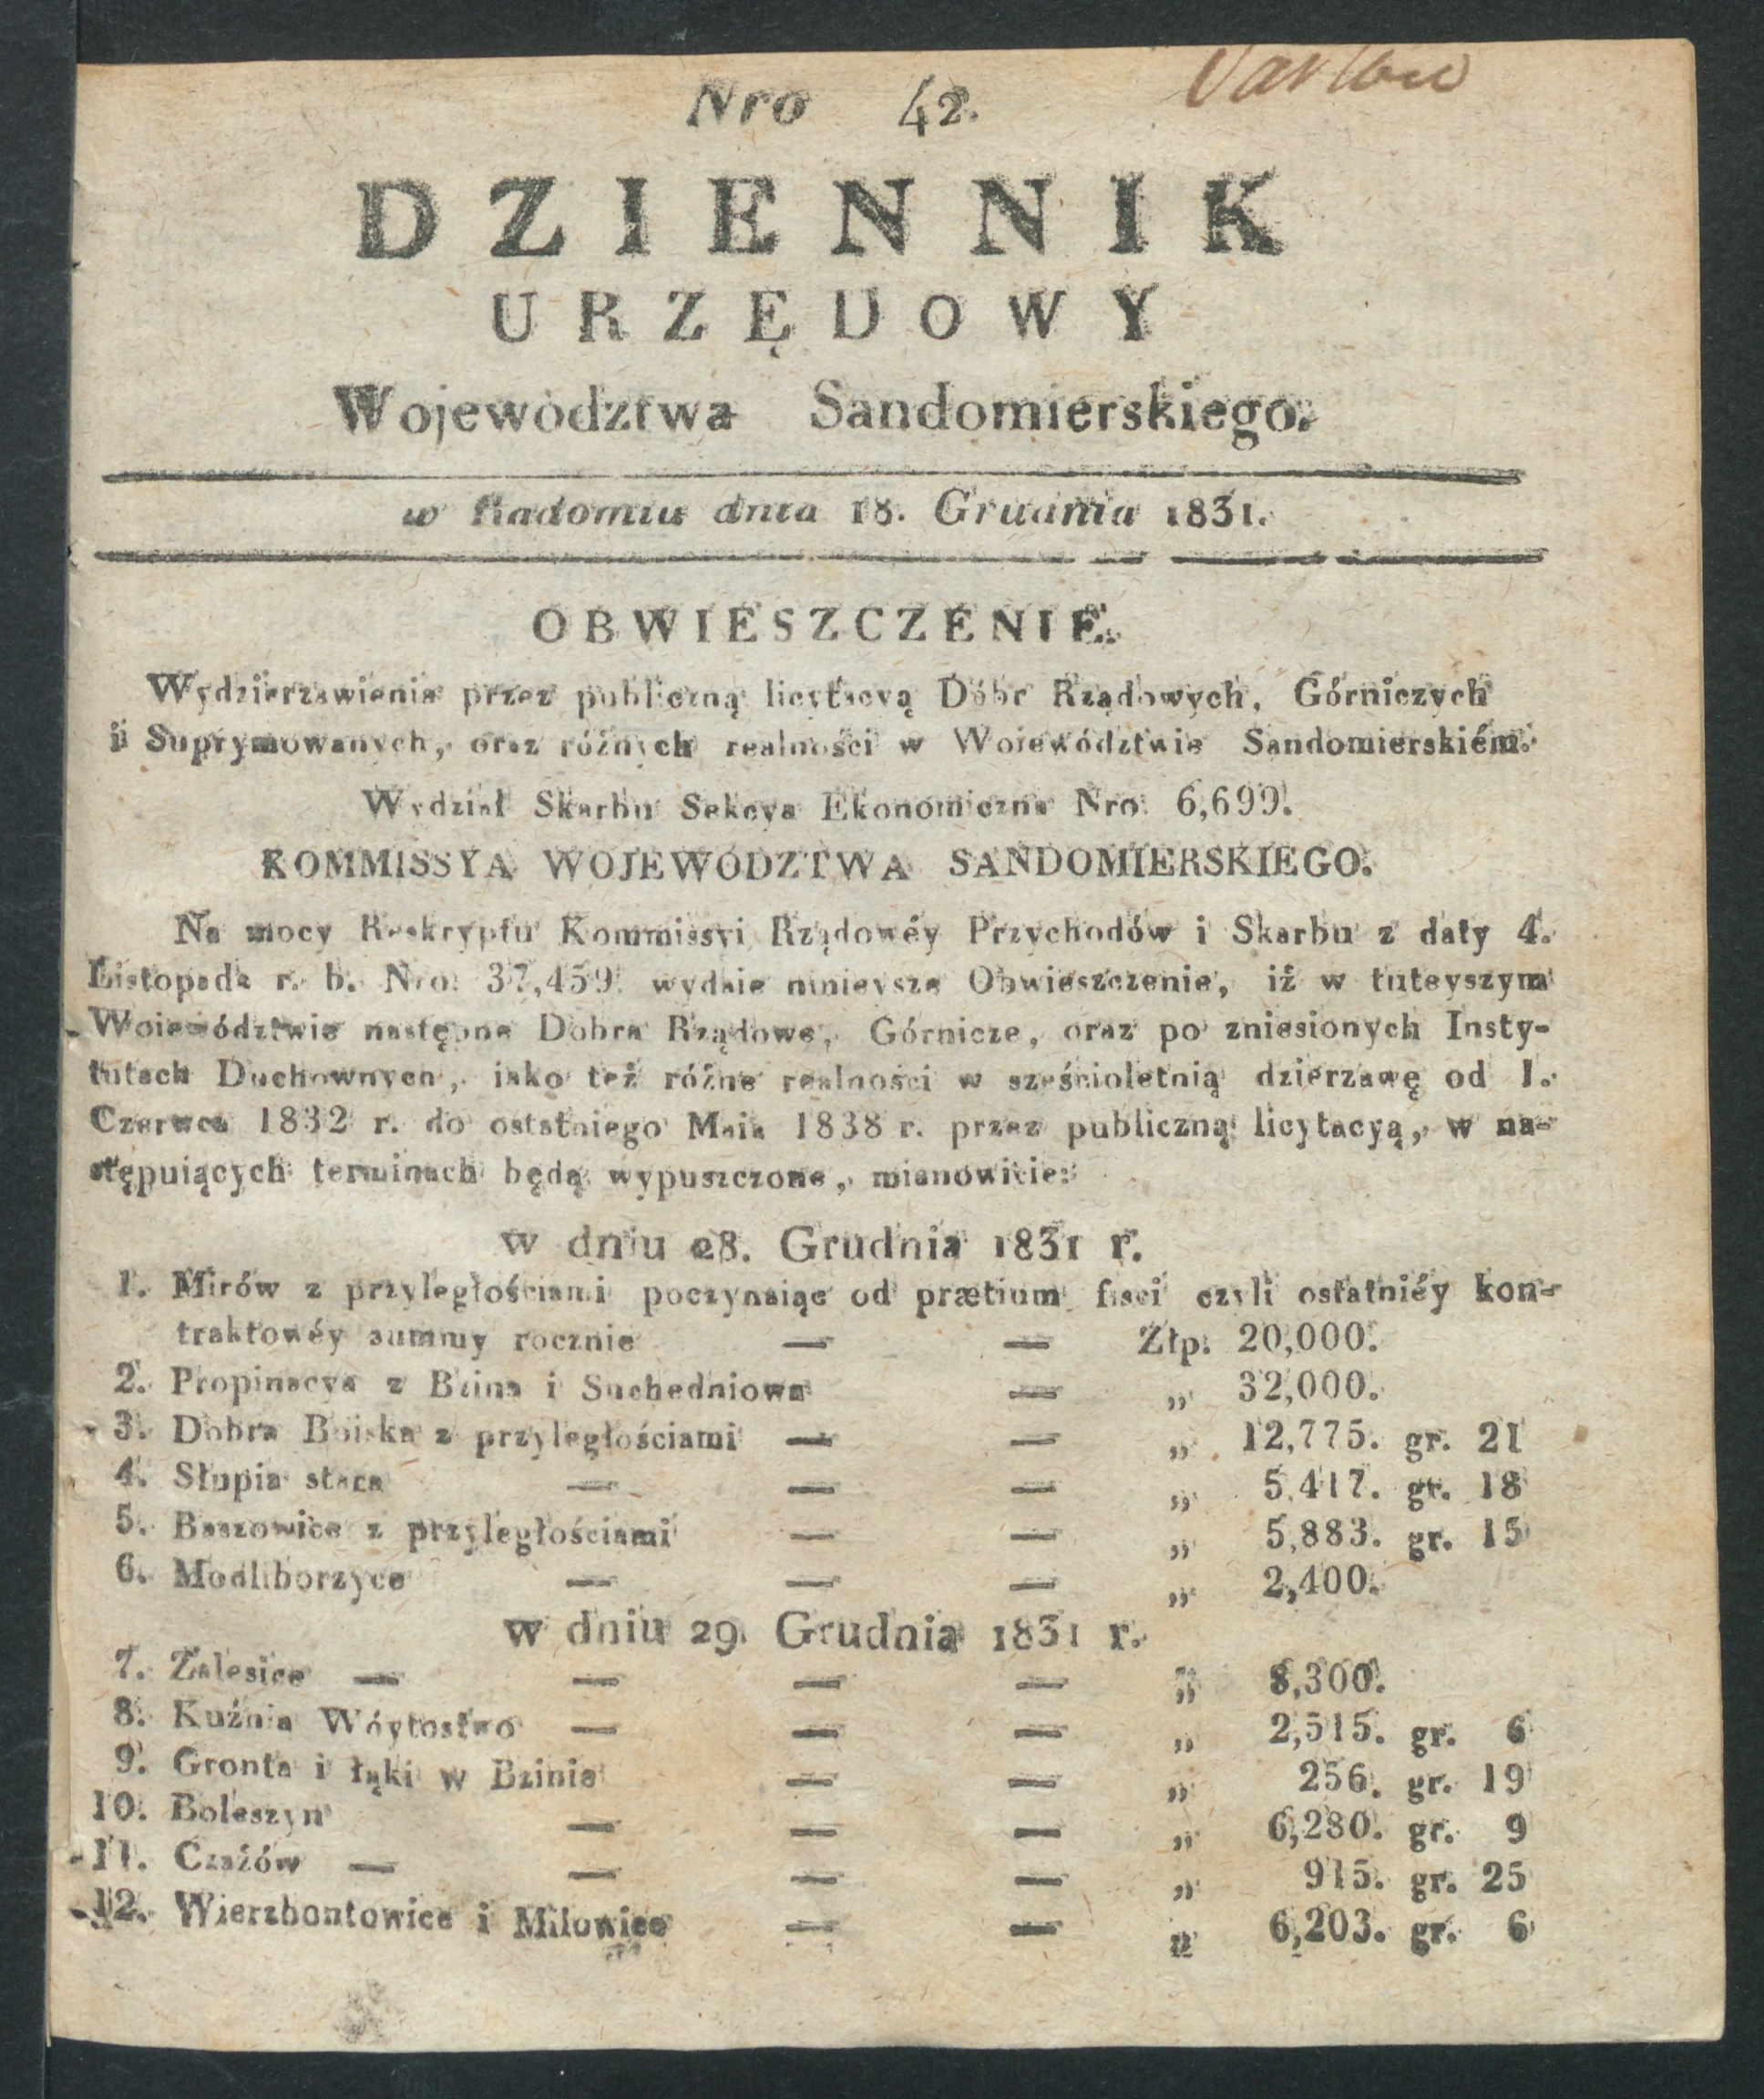 Nro 42.
DZIENNIK
URZĘDOWY
Województwa Sandomierskiego.
w Radomiu dnia 18. Grudnia 1831.
OBWIESZCZENIE.
Wydzierzawienia przez publiczną licytacyą Dóbr Rządowych, Górniczych
i Suprymowanych, oraz różnych realności w Woiewództwie Sandomierskiém.
Wydział Skarbu Sekcya Ekonomiczna Nro. 6,699.
KOMMISSYA WOJEWÓDZTWA SANDOMIERSKIEGO.
Na mocy Reskryptu Kommissyi Rządowéy Przychodów i Skarbu z daty 4.
Listopada r. b. Nro. 37,459. wydaie ninieysze Obwieszczenie, iż w tuteyszym
Woiewództwie następne Dobra Rządowe, Górnicze, oraz po zniesionych Insty-
tutach Duchownych, iako też różne realności w sześcioletnią dzierzawę od 1.
Czerwca 1832 r. do ostatniego Maia 1838 r. przez publiczną licytacyą, w na-
stępuiących terminach będą wypuszczone, mianowicie:
w dniu 28. Grudnia 1831 r.
1. Mirów z przyległościami poczynaiąc od prætium fisci czyli ostatniéy kon-
traktowéy summy rocznie — — Złp. 20,000.
2. Propinacya z Bzina i Suchedniowa — „ 32,000.
3. Dobra Boiska z przyległościami — — „ 12,775. gr. 21
4. Słupia stara — — — „ 5,417. gr. 18
5. Baszowice z przyległościami — — „ 5,883. gr. 15
6. Modliborzyce — — — „ 2,400.
w dniu 29. Grudnia 1831 r.
7. Zalesice — — — — „ 8,300.
8. Kuźnia Wóytostwo — — — „ 2,515. gr. 6
9. Gronta i łąki w Bzinie — — „ 256. gr. 19
10. Boleszyn — — — „ 6,280. gr. 9
11. Czażów — — — — „ 915. gr. 25
12. Wierzbontowice i Milowice — — „ 6,203. gr. 6